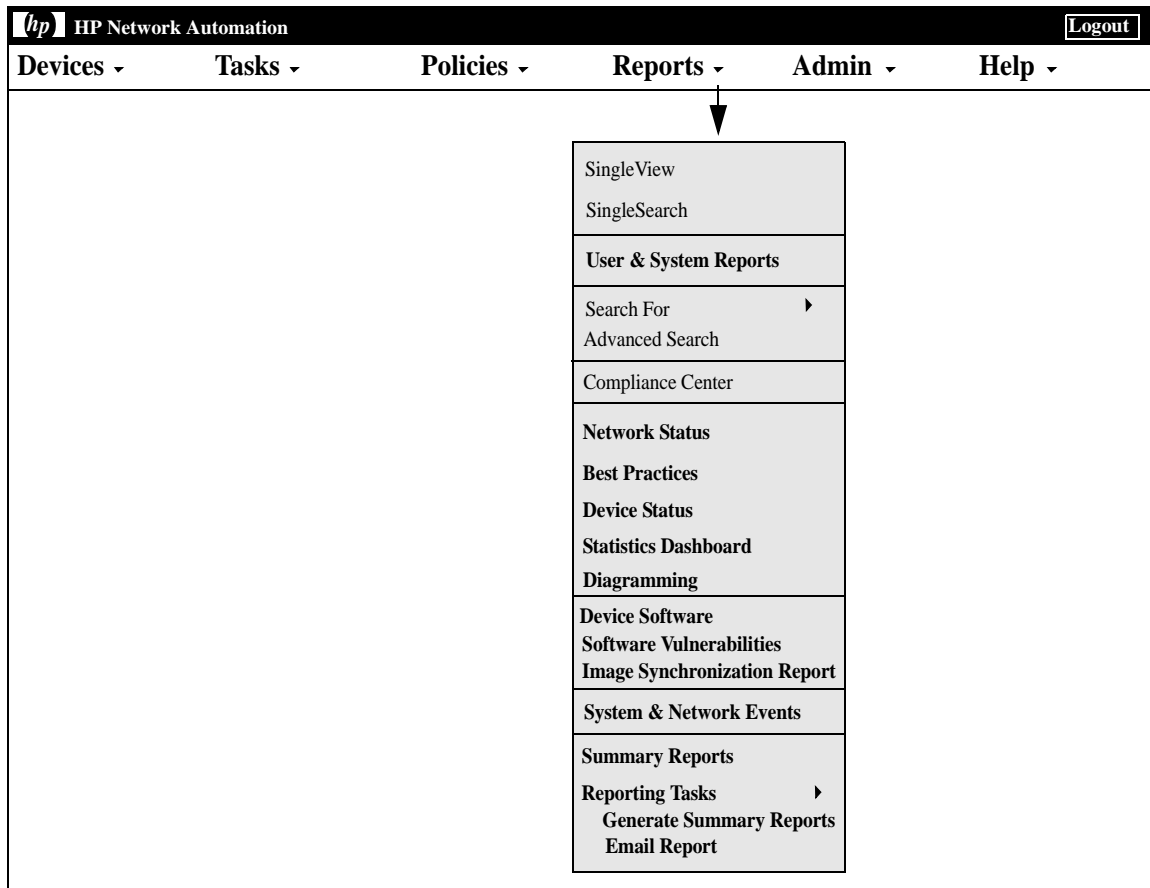 hp HP Network Automation Logout
Devices Tasks Policies Reports Admin Help
SingleView
SingleSearch
User & System Reports
Search For
Advanced Search
Compliance Center
Network Status
Best Practices
Device Status
Statistics Dashboard
Diagramming
Device Software
Software Vulnerabilities
Image Synchronization Report
System & Network Events
Summary Reports
Reporting Tasks
Generate Summary Reports
Email Report